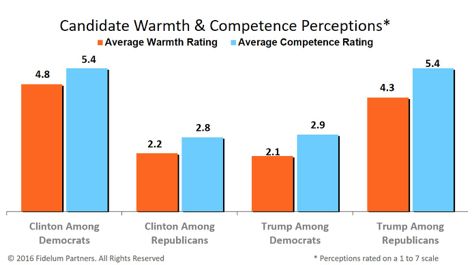 Candidate Warmth & Competence Perceptions*
Average Warmth Rating Average Competence Rating
4.8 5.4 2.2 2.8 2.1 2.9 4.3 5.4
Clinton Among Clinton Among Trump Among Trump Among
Democrats Republicans Democrats Republicans
© 2016 Fidelum Partners. All Rights Reserved * Perceptions rated on a 1 to 7 scale